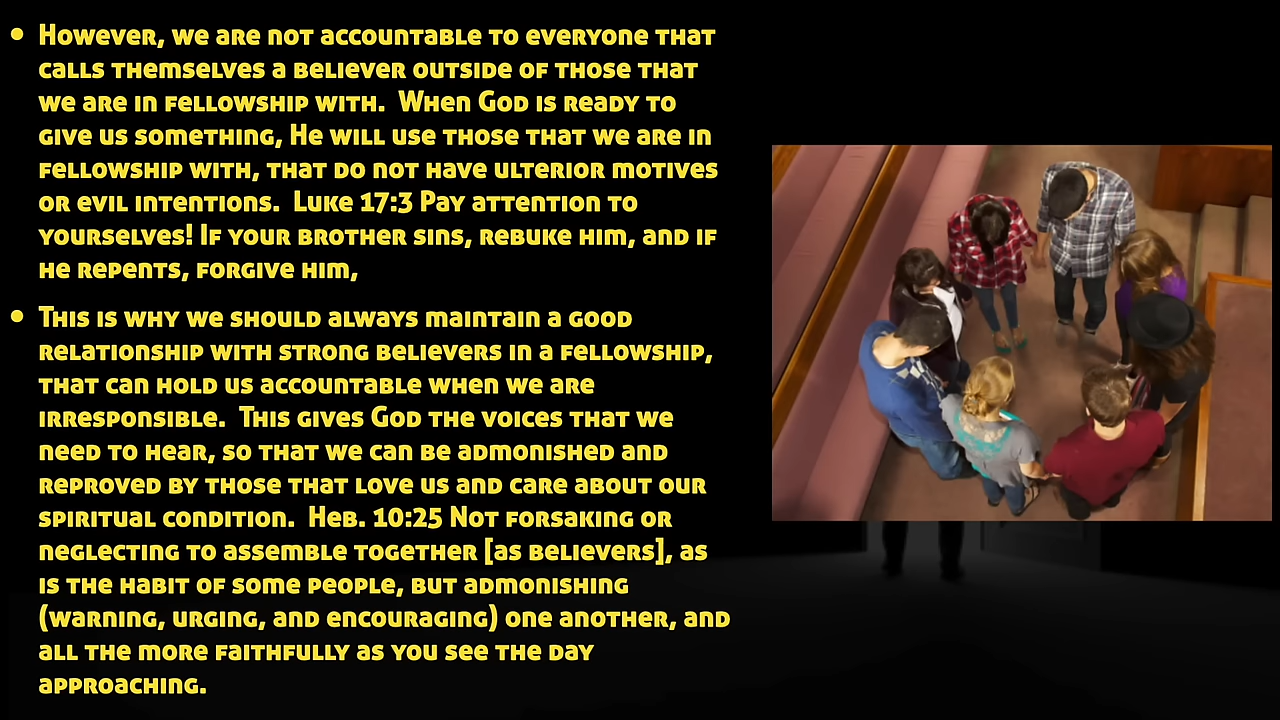 • However, we are not accountable to everyone that
calls themselves a believer outside of those that
we are in fellowship with.  When God is ready to
give us something, He will use those that we are in
fellowship with, that do not have ulterior motives
or evil intentions.  Luke 17:3 Pay attention to
yourselves! If your brother sins, rebuke him, and if
he repents, forgive him,
• This is why we should always maintain a good
relationship with strong believers in a fellowship,
that can hold us accountable when we are
irresponsible.  This gives God the voices that we
need to hear, so that we can be admonished and
reproved by those that love us and care about our
spiritual condition.  Heb. 10:25 Not forsaking or
neglecting to assemble together [as believers], as
is the habit of some people, but admonishing
(warning, urging, and encouraging) one another, and
all the more faithfully as you see the day
approaching.